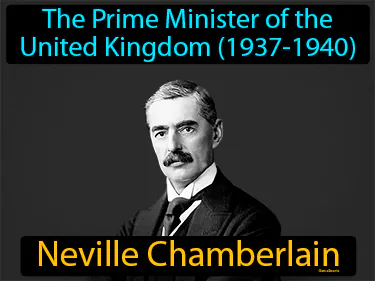 The Prime Minister of the
United Kingdom (1937-1940)
Neville Chamberlain